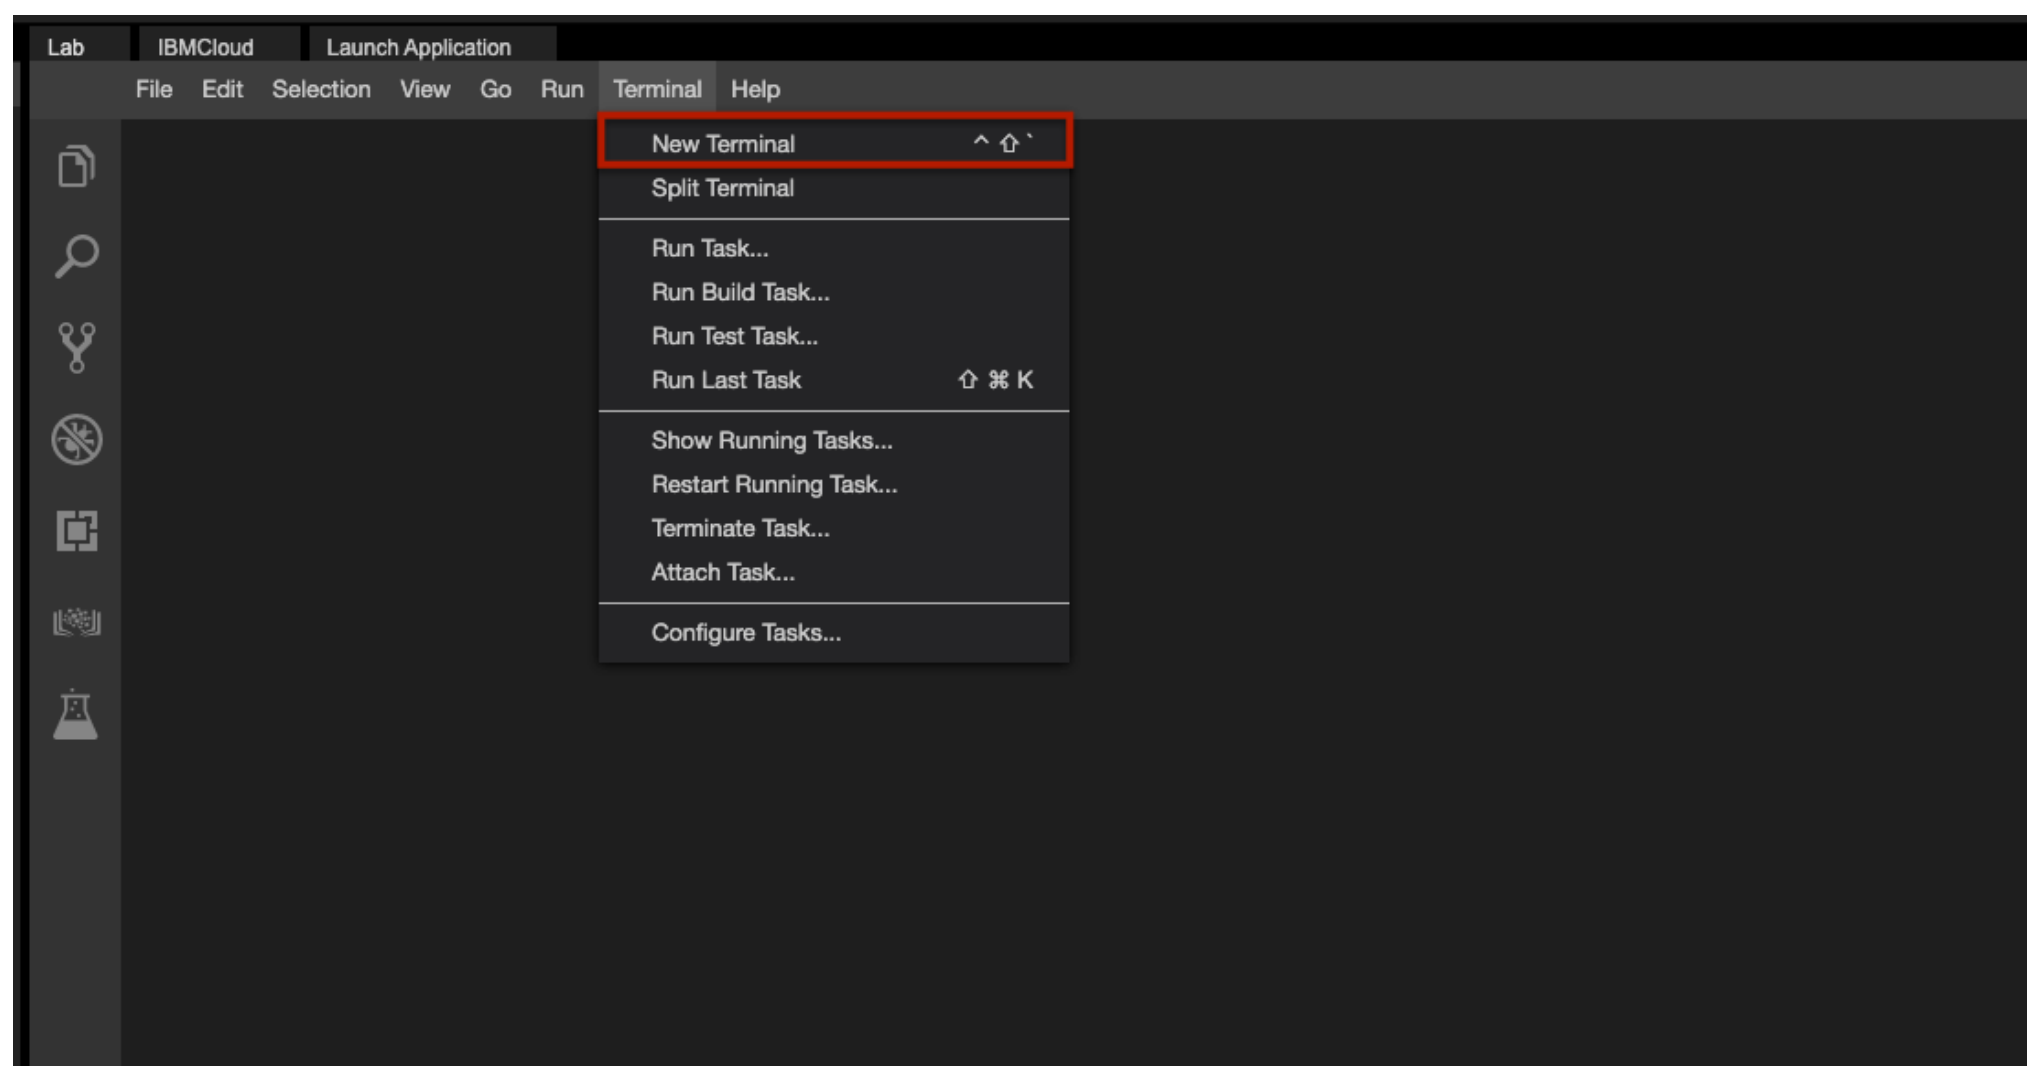 Lab IBMCloud Launch Application
File Edit Selection View Go Run Terminal Help
New Terminal ^ ⇧ `
Split Terminal
Run Task...
Run Build Task...
Run Test Task...
Run Last Task ⇧ ⌘ K
Show Running Tasks...
Restart Running Task...
Terminate Task...
Attach Task...
Configure Tasks...